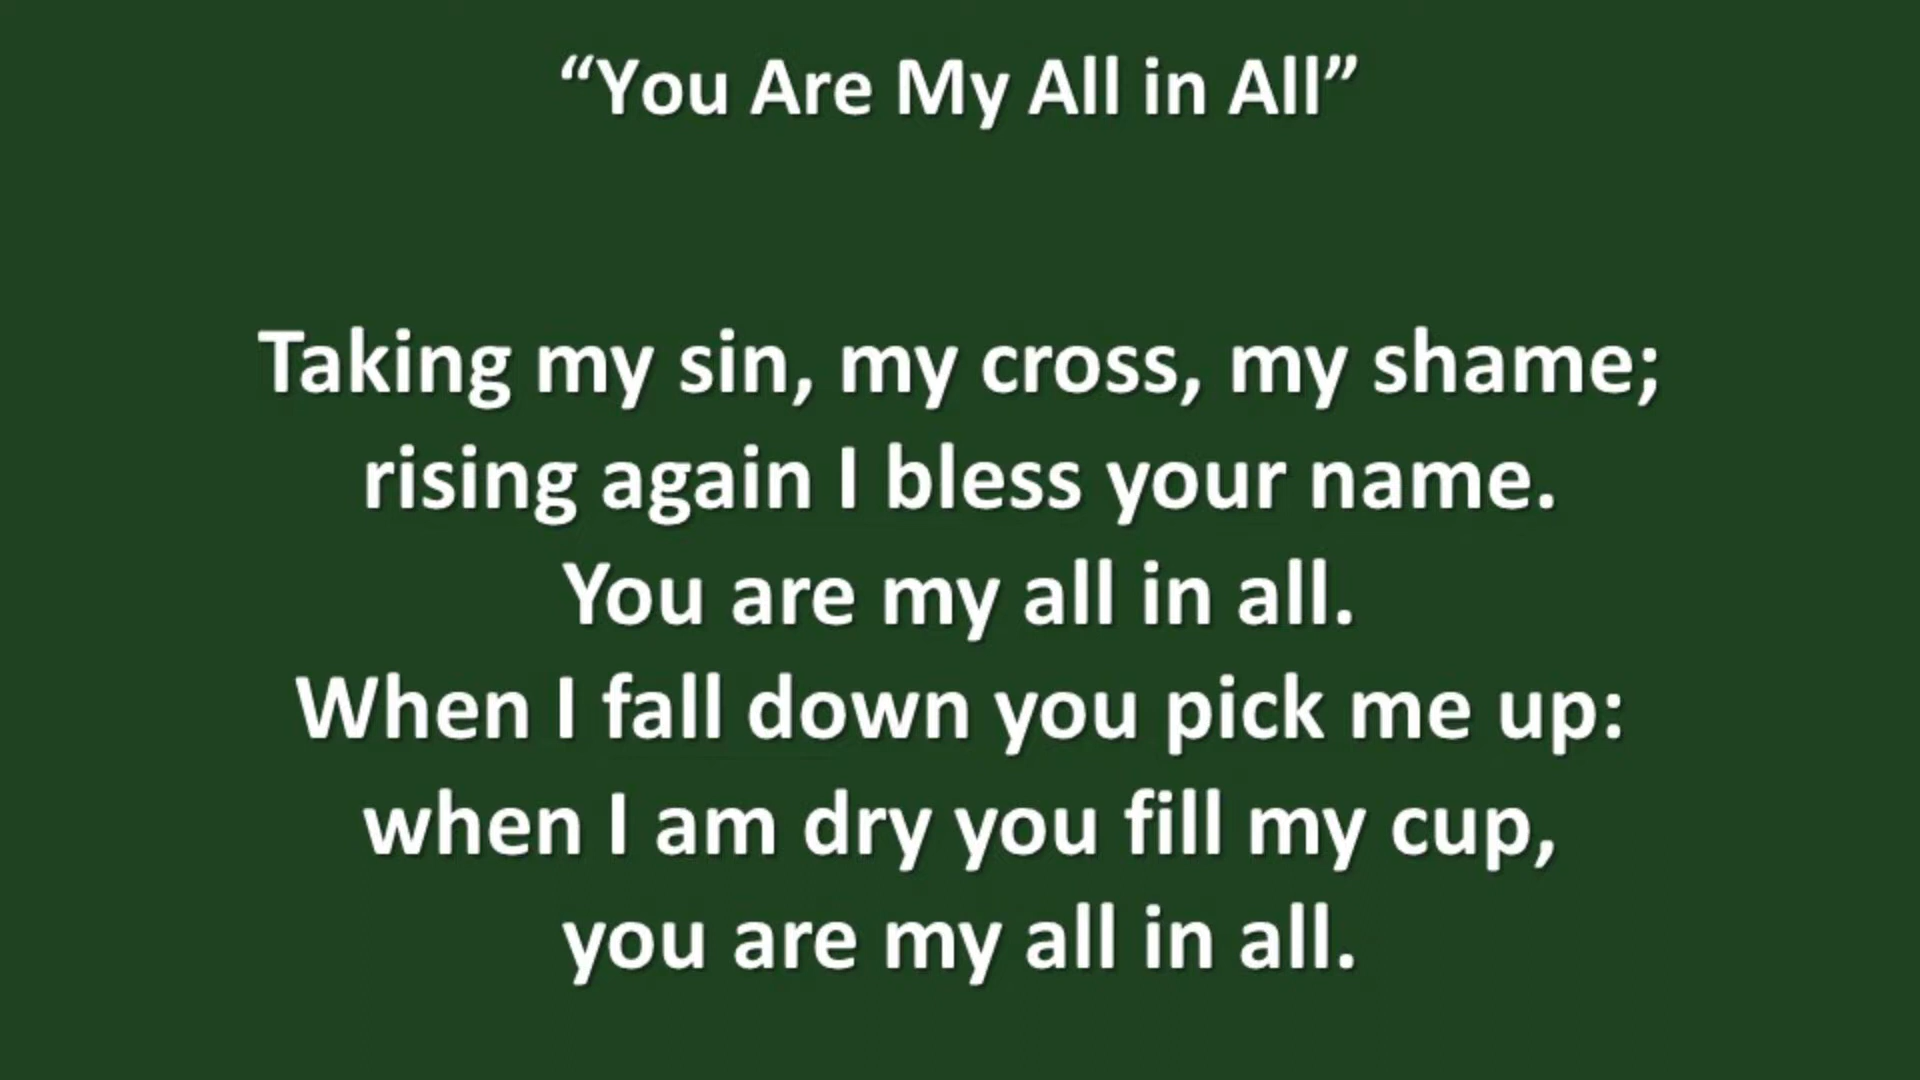 “You Are My All in All”
Taking my sin, my cross, my shame;
rising again I bless your name.
You are my all in all.
When I fall down you pick me up:
when I am dry you fill my cup,
you are my all in all.